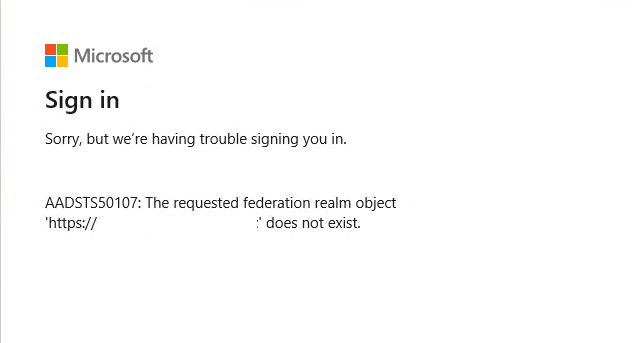 Microsoft
Sign in
Sorry, but we're having trouble signing you in.
AADSTS50107: The requested federation realm object
'https:// :' does not exist.